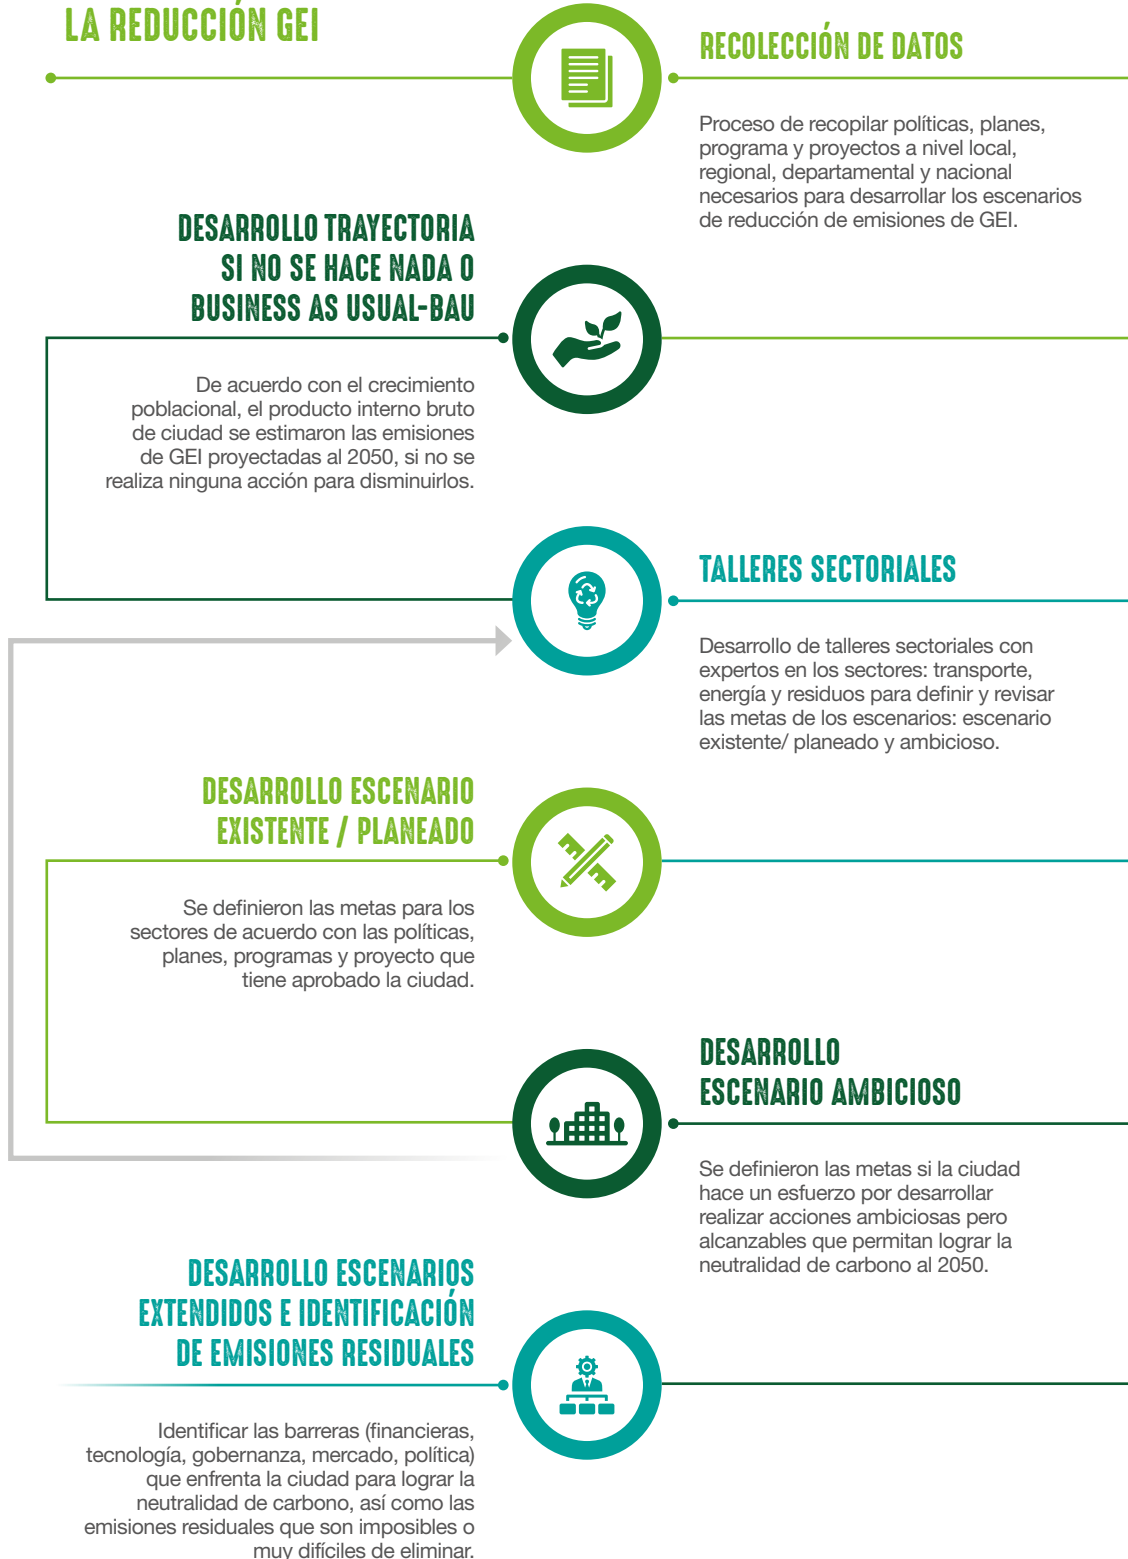 LA REDUCCIÓN GEI
RECOLECCIÓN DE DATOS
Proceso de recopilar políticas, planes,
programa y proyectos a nivel local,
regional, departamental y nacional
necesarios para desarrollar los escenarios
de reducción de emisiones de GEI.
DESARROLLO TRAYECTORIA
SI NO SE HACE NADA O
BUSINESS AS USUAL-BAU
De acuerdo con el crecimiento
poblacional, el producto interno bruto
de ciudad se estimaron las emisiones
de GEI proyectadas al 2050, si no se
realiza ninguna acción para disminuirlos.
TALLERES SECTORIALES
Desarrollo de talleres sectoriales con
expertos en los sectores: transporte,
energía y residuos para definir y revisar
las metas de los escenarios: escenario
existente/ planeado y ambicioso.
DESARROLLO ESCENARIO
EXISTENTE / PLANEADO
Se definieron las metas para los
sectores de acuerdo con las políticas,
planes, programas y proyecto que
tiene aprobado la ciudad.
DESARROLLO
ESCENARIO AMBICIOSO
Se definieron las metas si la ciudad
hace un esfuerzo por desarrollar
realizar acciones ambiciosas pero
alcanzables que permitan lograr la
neutralidad de carbono al 2050.
DESARROLLO ESCENARIOS
EXTENDIDOS E IDENTIFICACIÓN
DE EMISIONES RESIDUALES
Identificar las barreras (financieras,
tecnología, gobernanza, mercado, política)
que enfrenta la ciudad para lograr la
neutralidad de carbono, así como las
emisiones residuales que son imposibles o
muy difíciles de eliminar.